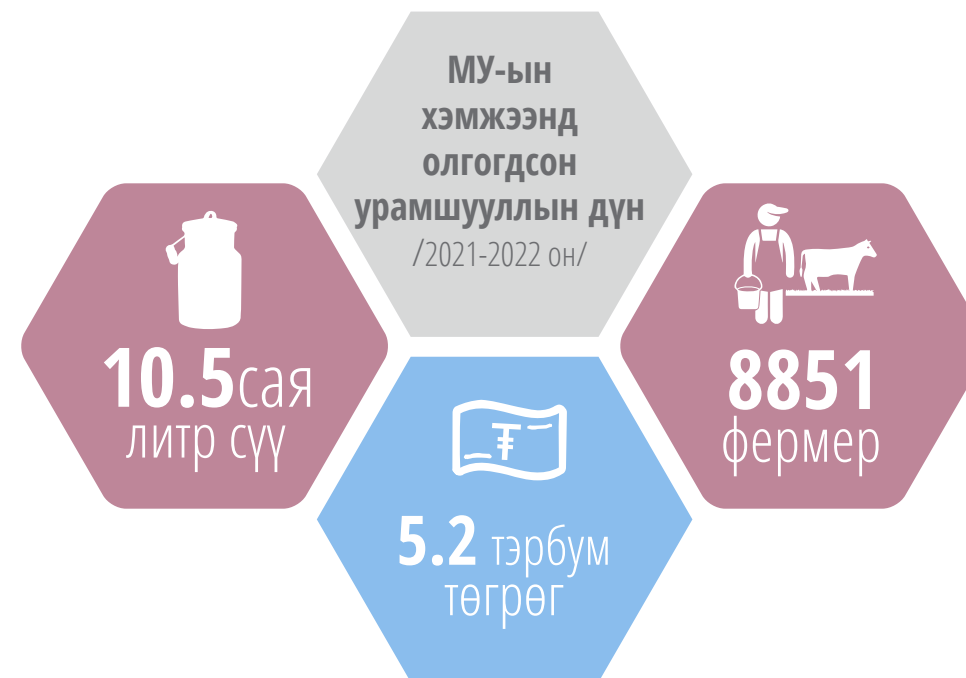 МУ-ын
хэмжээнд
олгогдсон
урамшууллын дүн
/2021-2022 он/
10.5сая
литр сүү
8851
фермер
₮
5.2 тэрбум
төгрөг